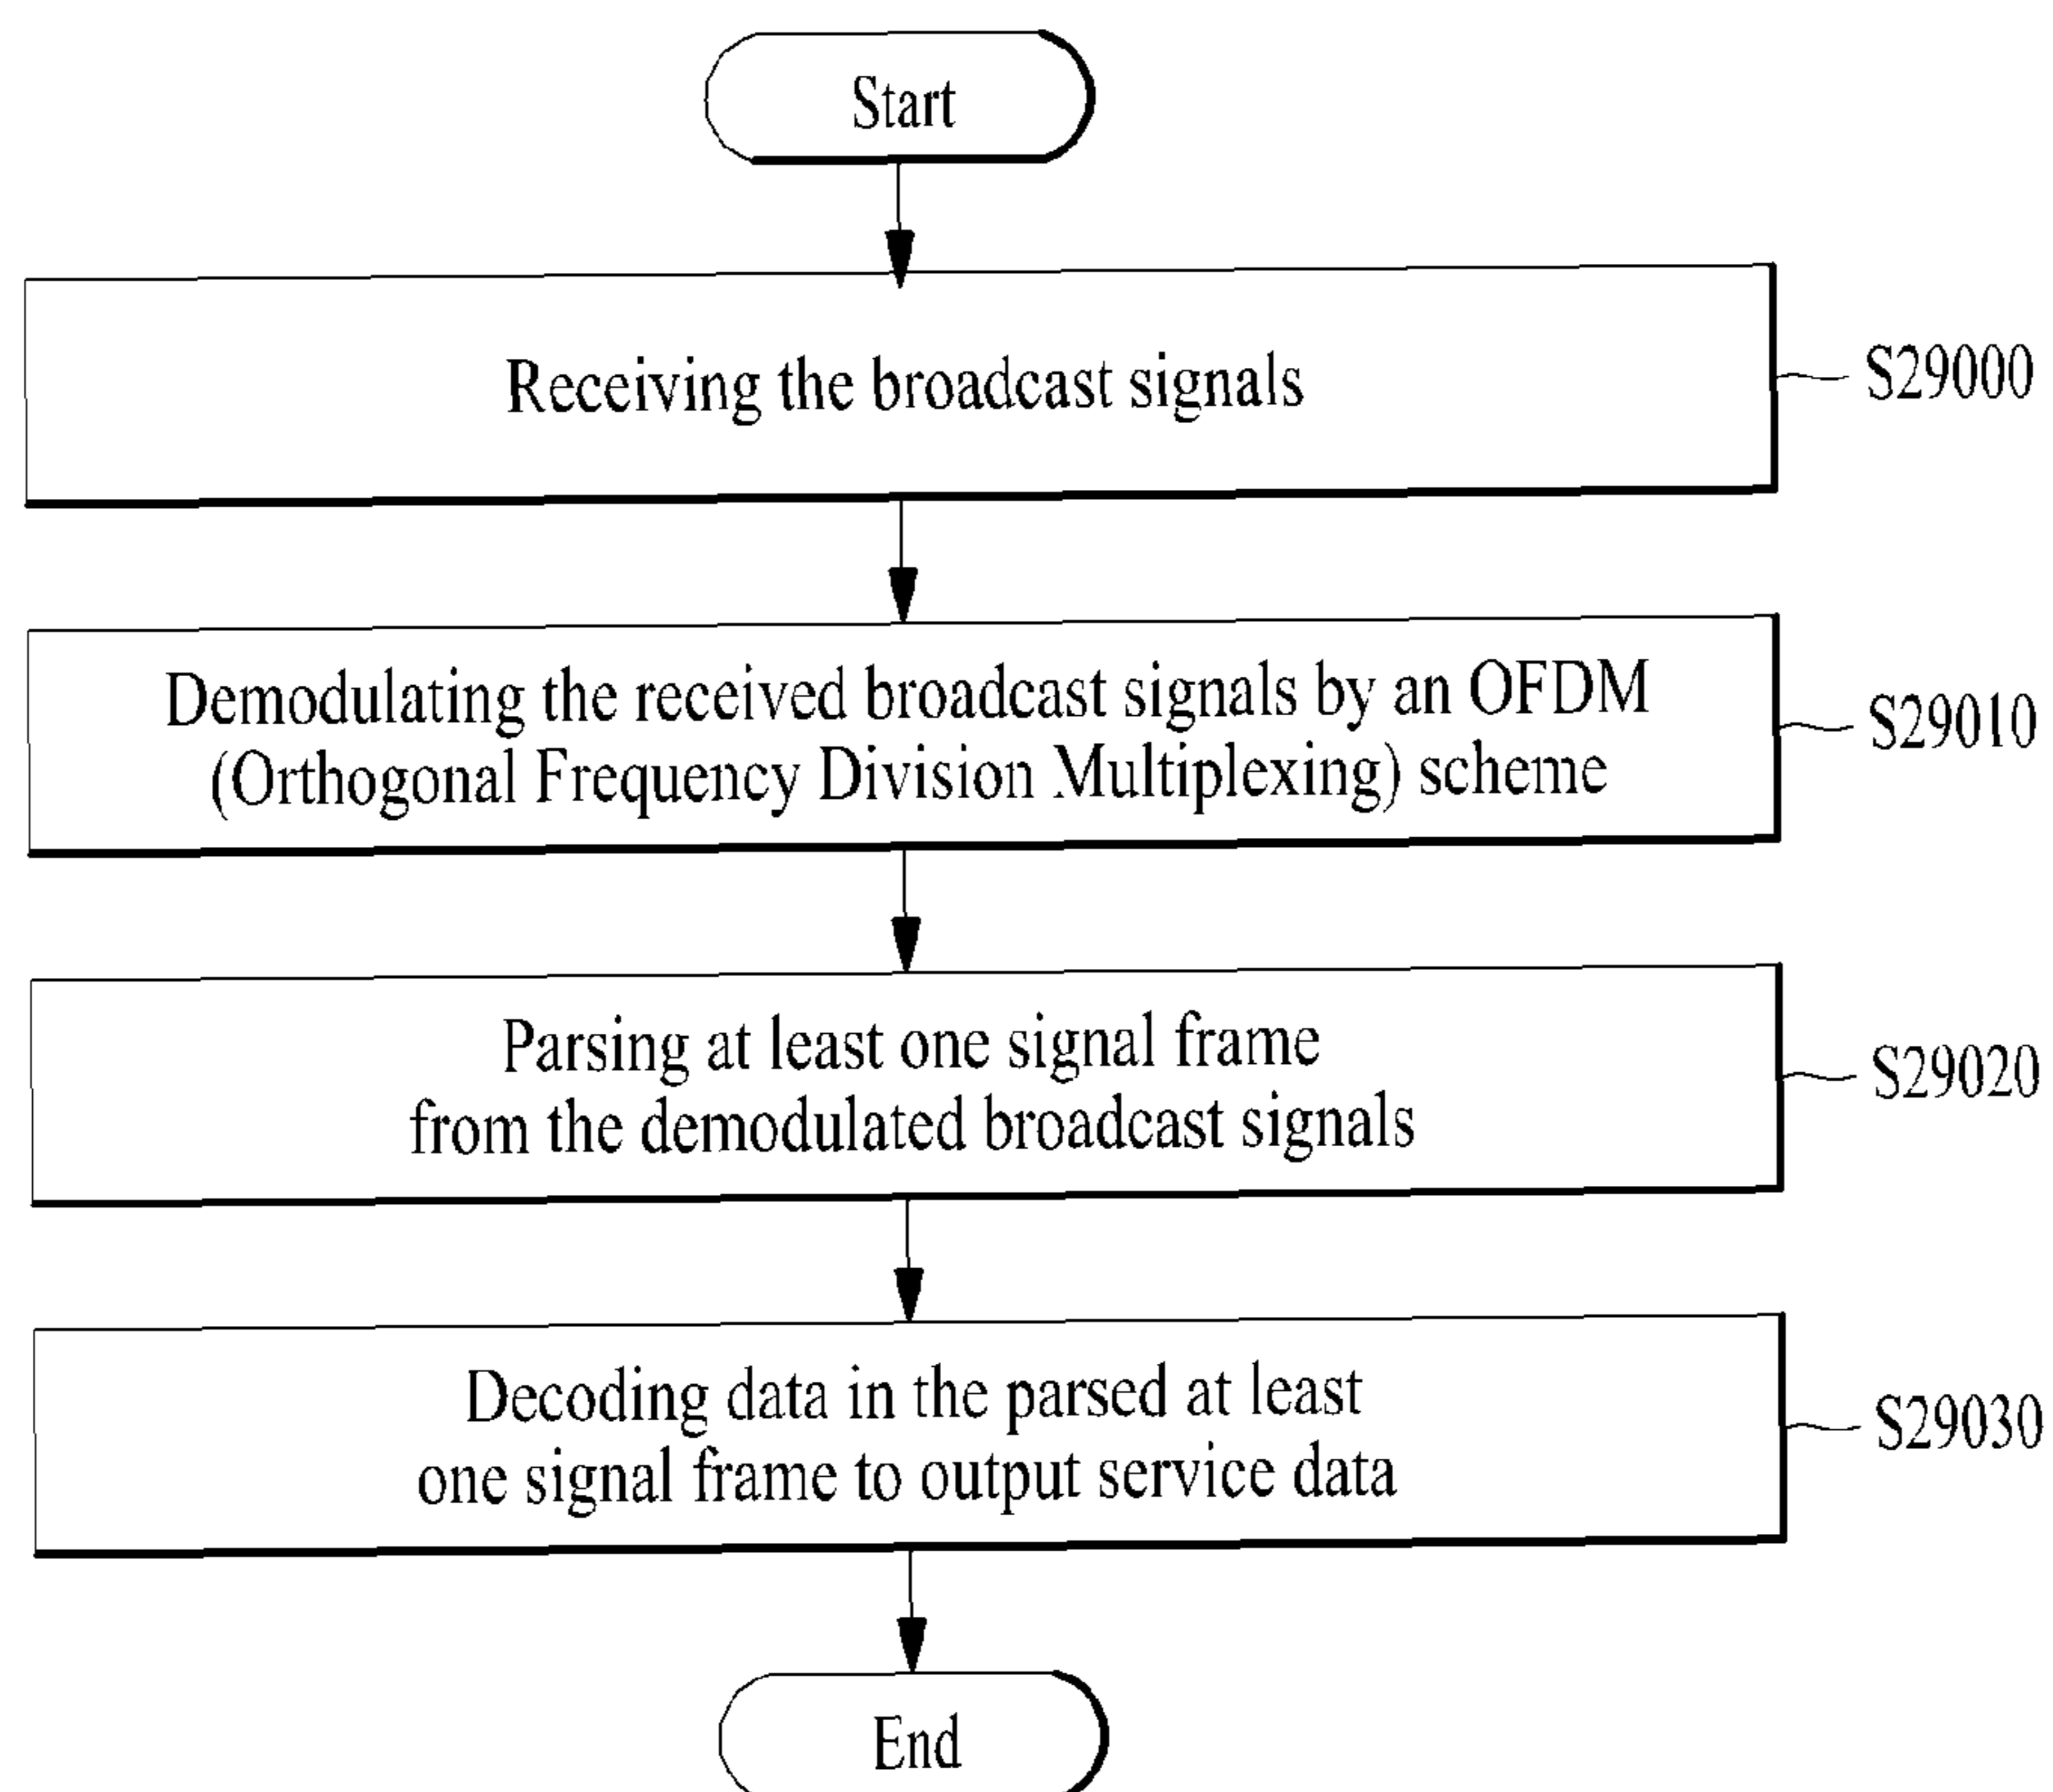 Start
Receiving the broadcast signals
S29000
Demodulating the received broadcast signals by an OFDM
(Orthogonal Frequency Division Multiplexing) scheme
S29010
Parsing at least one signal frame
from the demodulated broadcast signals
S29020
Decoding data in the parsed at least
one signal frame to output service data
S29030
End